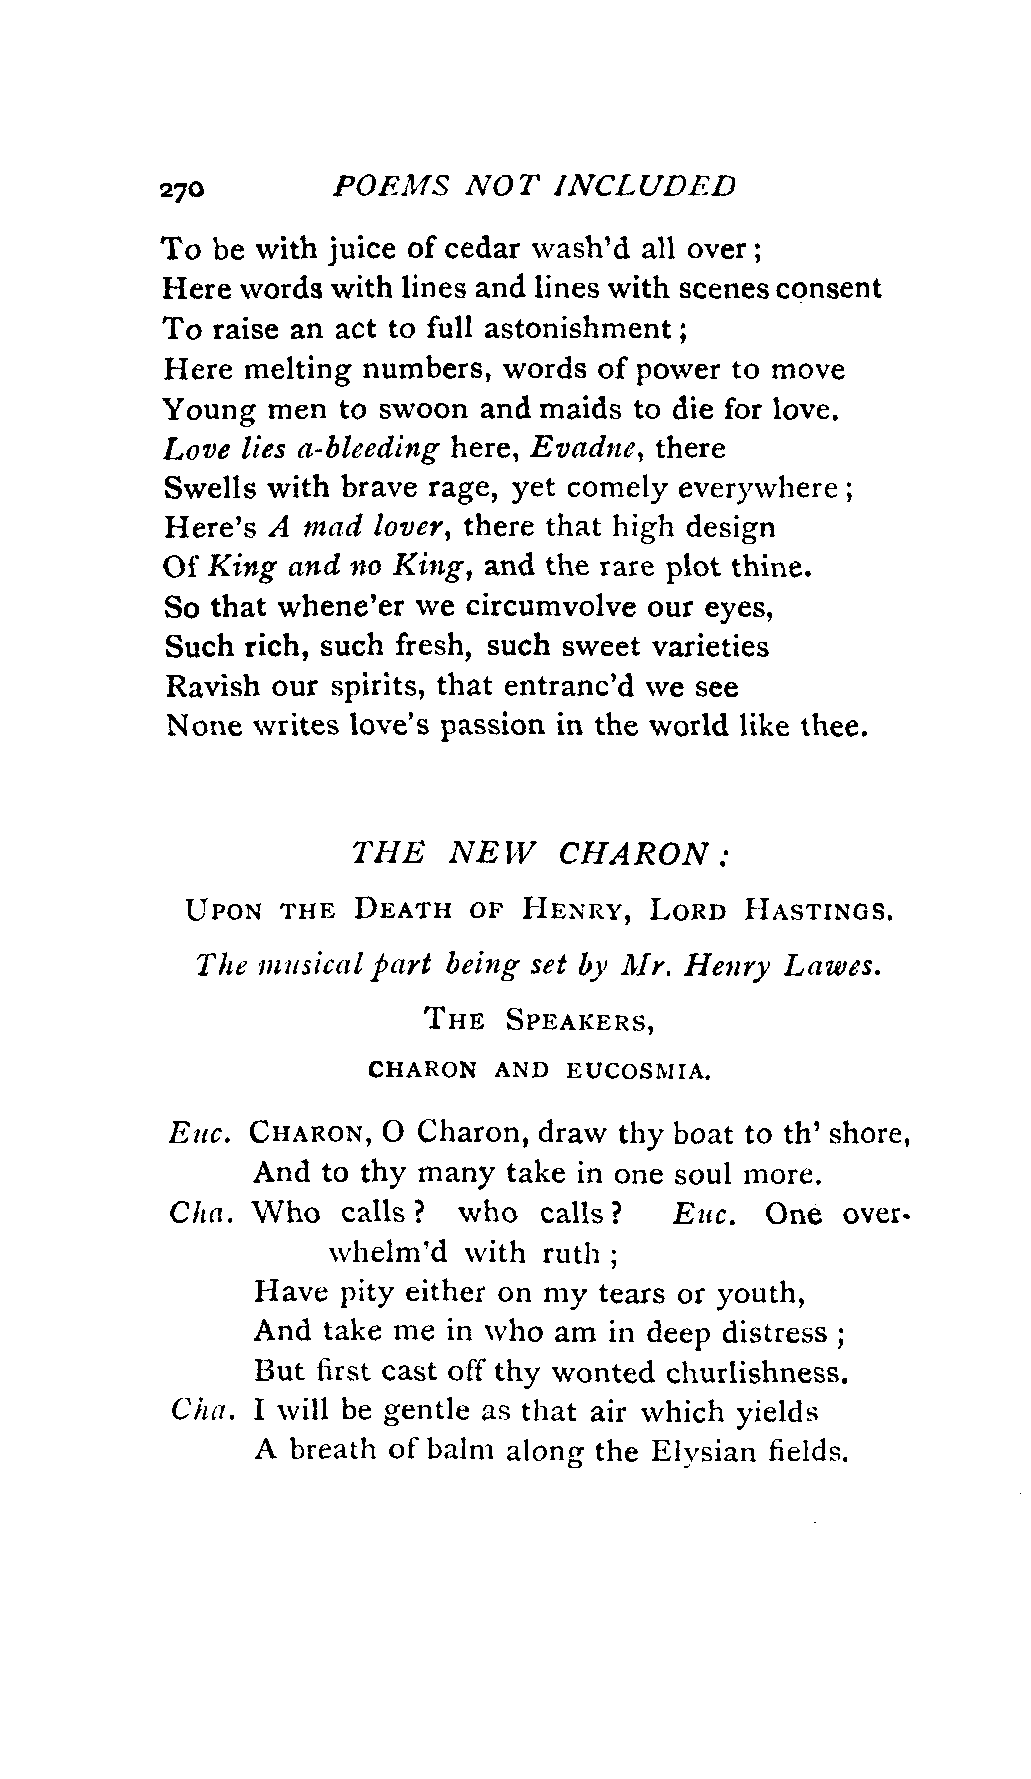 270 POEMS NOT INCLUDED
To be with juice of cedar wash'd all over ;
Here words with lines and lines with scenes consent
To raise an act to full astonishment ;
Here melting numbers, words of power to move
Young men to swoon and maids to die for love.
Love lies a-bleeding here, Evadne, there
Swells with brave rage, yet comely everywhere ;
Here's A mad lover, there that high design
Of King and no King, and the rare plot thine.
So that whene'er we circumvolve our eyes,
Such rich, such fresh, such sweet varieties
Ravish our spirits, that entranc'd we see
None writes love's passion in the world like thee.
THE NEW CHARON :
UPON THE DEATH OF HENRY, LORD HASTINGS.
The musical part being set by Mr. Henry Lawes.
THE SPEAKERS,
CHARON AND EUCOSMIA.
Euc. CHARON, O Charon, draw thy boat to th' shore,
And to thy many take in one soul more.
Cha. Who calls ? who calls ? Euc. One over-
whelm'd with ruth ;
Have pity either on my tears or youth,
And take me in who am in deep distress ;
But first cast off thy wonted churlishness.
Cha. I will be gentle as that air which yields
A breath of balm along the Elysian fields.